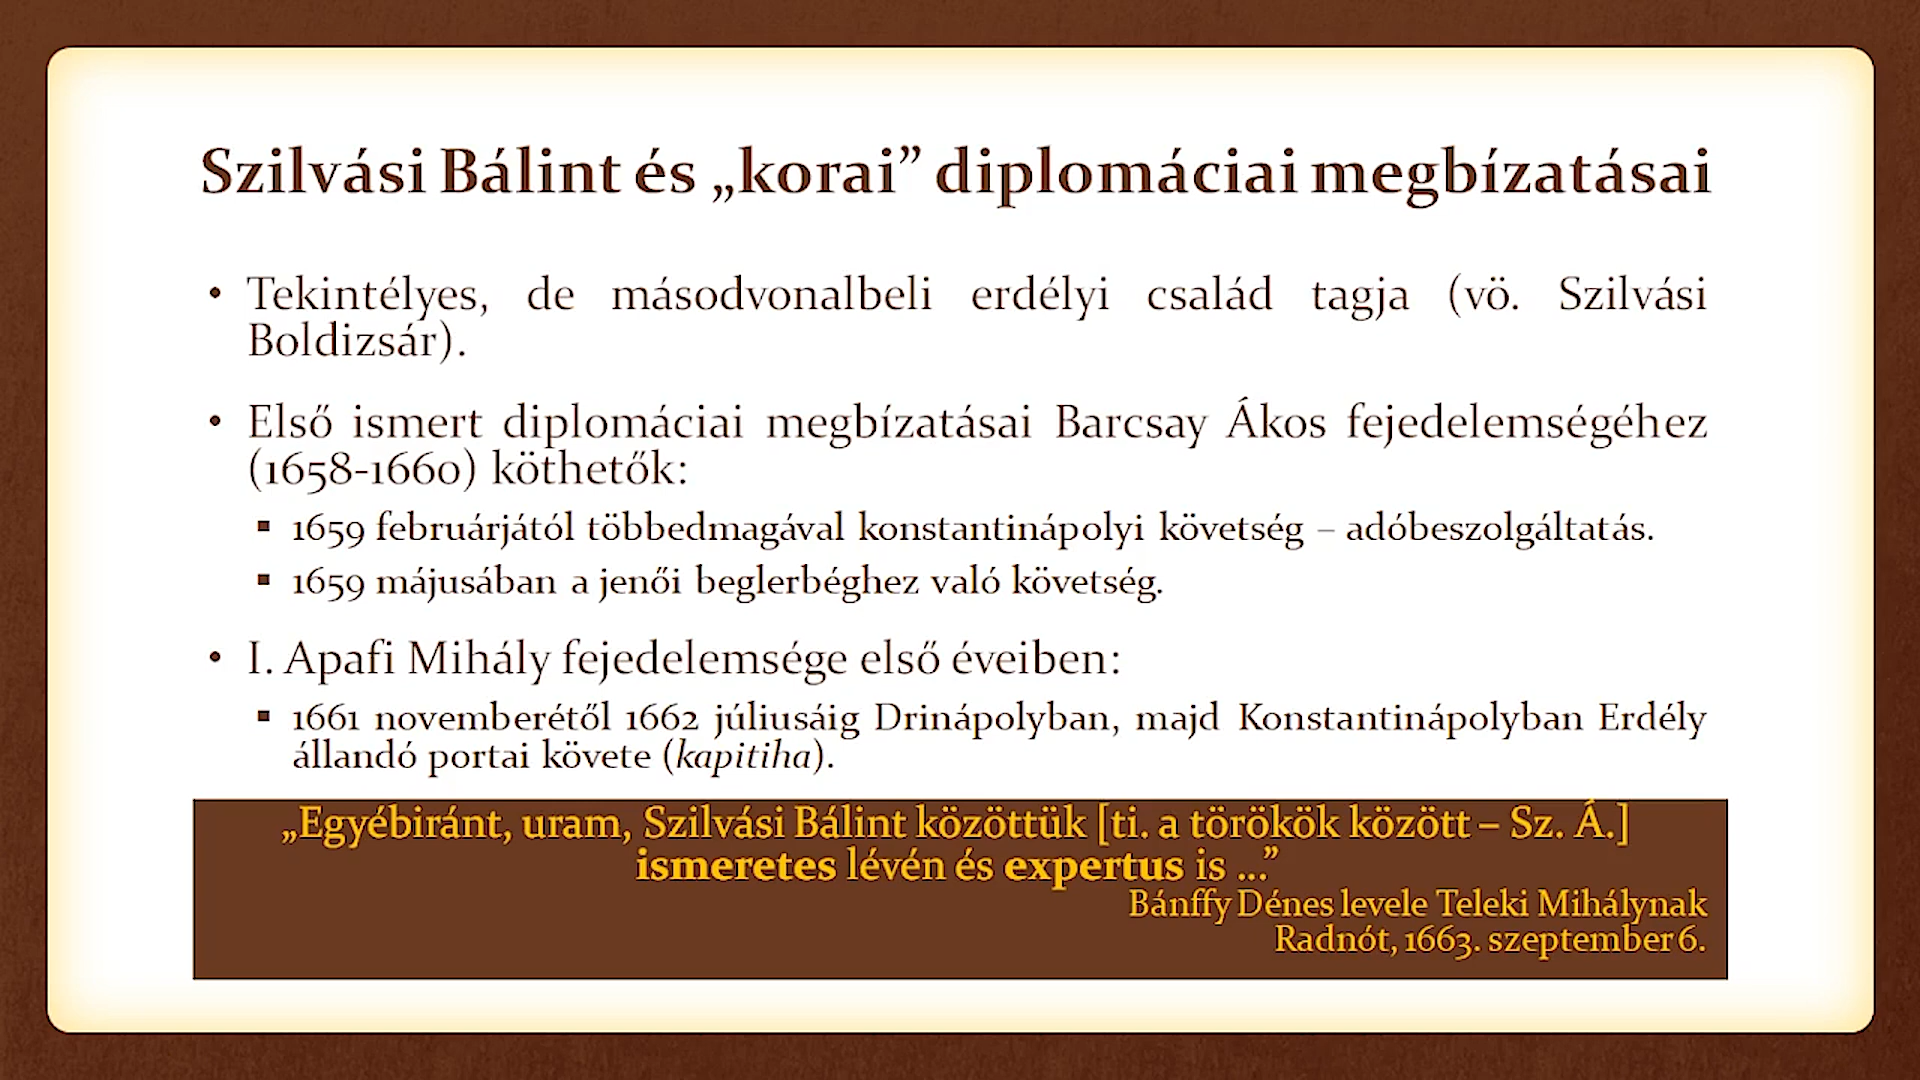 Szilvási Bálint és „korai” diplomáciai megbízatásai
• Tekintélyes, de másodvonalbeli erdélyi család tagja (vö. Szilvási
Boldizsár).
• Első ismert diplomáciai megbízatásai Barcsay Ákos fejedelemségéhez
(1658-1660) köthetők:
▪ 1659 februárjától többedmagával konstantinápolyi követség – adóbeszolgáltatás.
▪ 1659 májusában a jenői beglerbéghez való követség.
• I. Apafi Mihály fejedelemsége első éveiben:
▪ 1661 novemberétől 1662 júliusáig Drinápolyban, majd Konstantinápolyban Erdély
állandó portai követe (kapitiha).
„Egyébiránt, uram, Szilvási Bálint közöttük [ti. a törökök között – Sz. Á.]
ismeretes lévén és expertus is ...”
Bánffy Dénes levele Teleki Mihálynak
Radnót, 1663. szeptember 6.